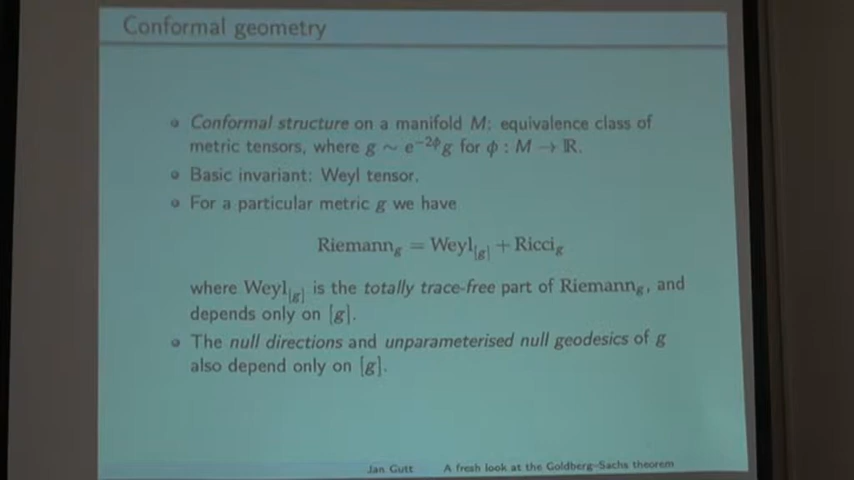 Conformal geometry
• Conformal structure on a manifold M: equivalence class of
metric tensors, where g ∼ e^{−2ϕ}g for ϕ : M → ℝ.
• Basic invariant: Weyl tensor.
• For a particular metric g we have
Riemann_g = Weyl_{[g]} + Ricci_g
where Weyl_{[g]} is the totally trace-free part of Riemann_g, and
depends only on [g].
• The null directions and unparameterised null geodesics of g
also depend only on [g].
Jan Gutt A fresh look at the Goldberg–Sachs theorem